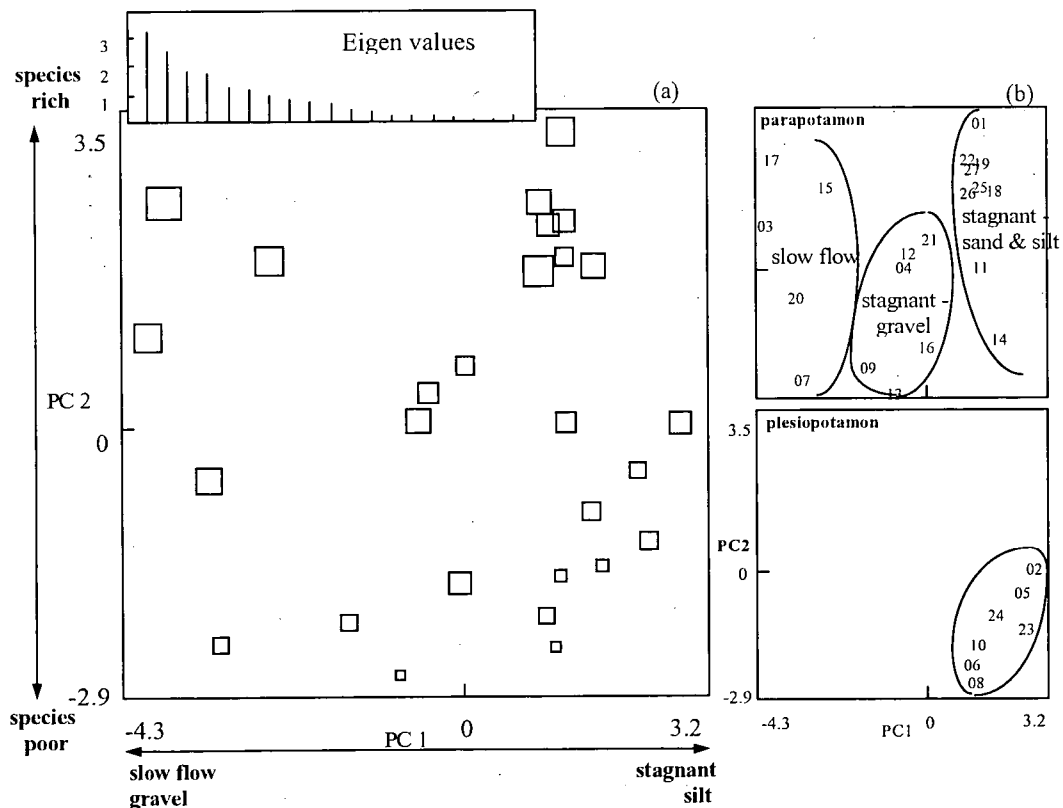 Eigen values
3
2
1
species
rich
(a)
3.5
PC 2
0
-2.9
species
poor
-4.3
PC 1
0
3.2
slow flow
gravel
stagnant
silt
(b)
parapotamon
01
17
22 19
27
15
25
26 18
03
stagnant -
sand & silt
21
slow flow
12
04
11
20
stagnant -
gravel
16
14
09
07
13
plesiopotamon
3.5
PC2
0
02
05
24
23
10
06
08
-2.9
-4.3
PC1
0
3.2